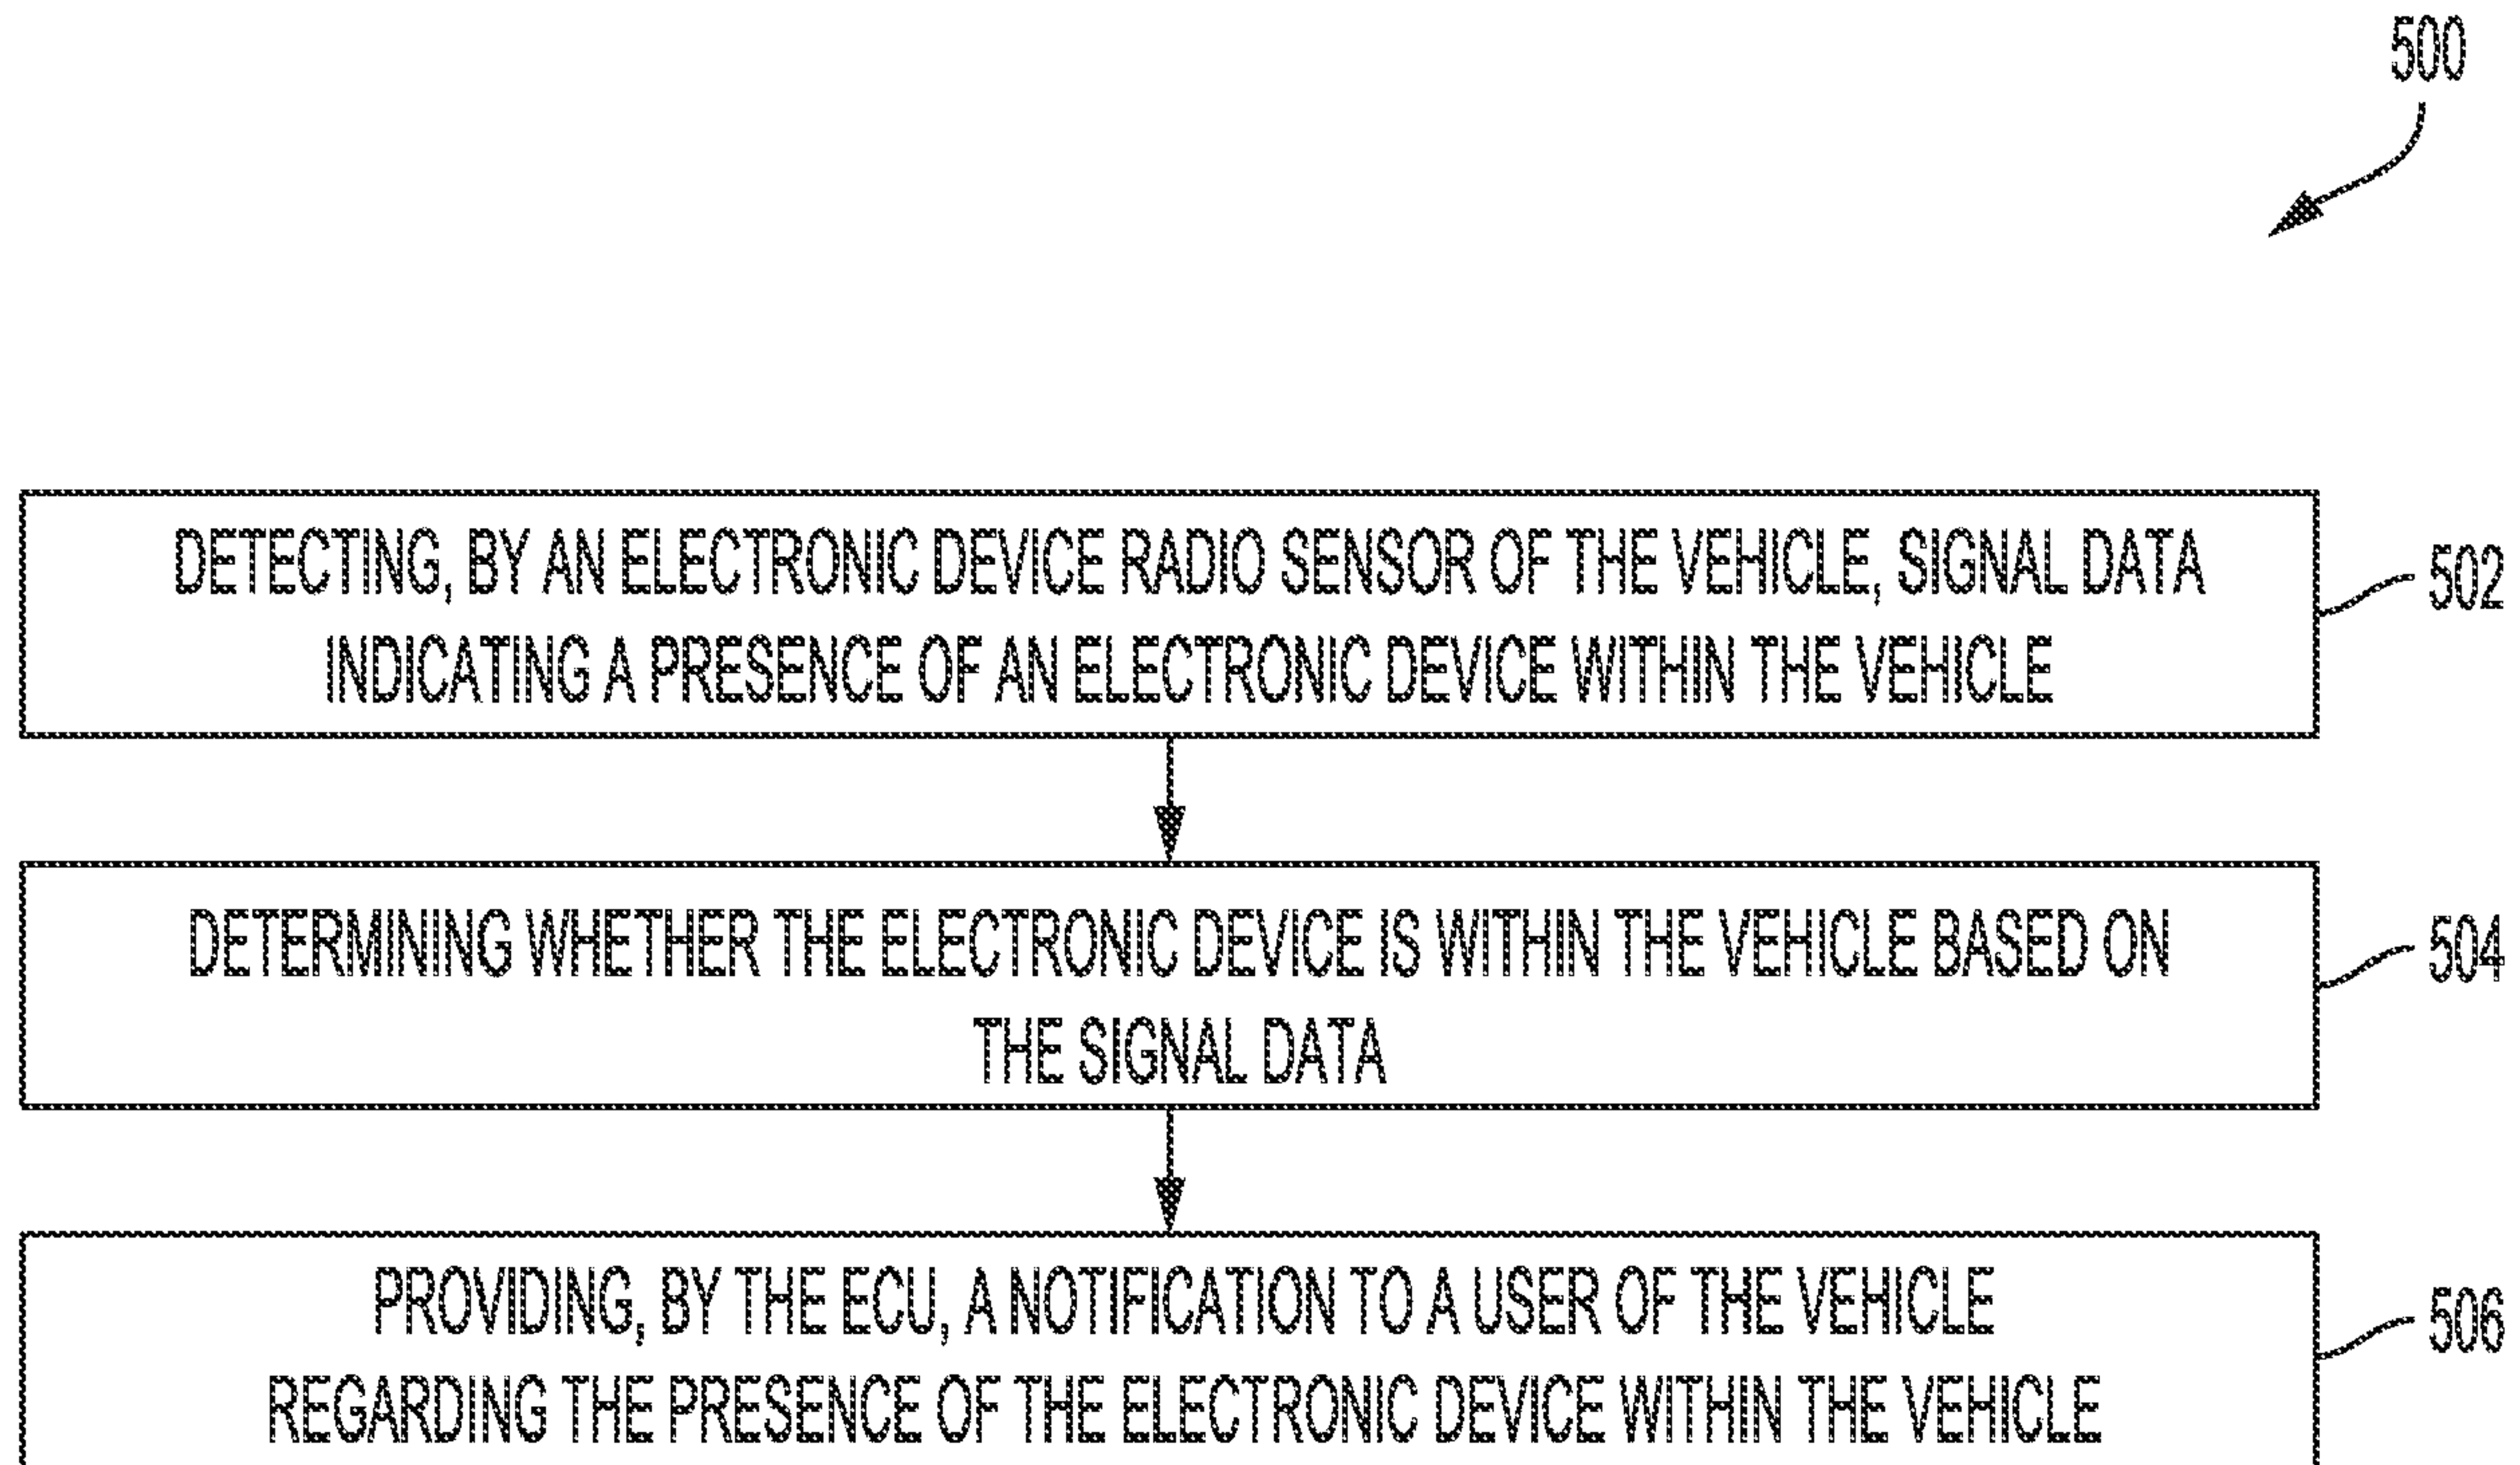 500
DETECTING, BY AN ELECTRONIC DEVICE RADIO SENSOR OF THE VEHICLE, SIGNAL DATA
INDICATING A PRESENCE OF AN ELECTRONIC DEVICE WITHIN THE VEHICLE
502
DETERMINING WHETHER THE ELECTRONIC DEVICE IS WITHIN THE VEHICLE BASED ON
THE SIGNAL DATA
504
PROVIDING, BY THE ECU, A NOTIFICATION TO A USER OF THE VEHICLE
REGARDING THE PRESENCE OF THE ELECTRONIC DEVICE WITHIN THE VEHICLE
506